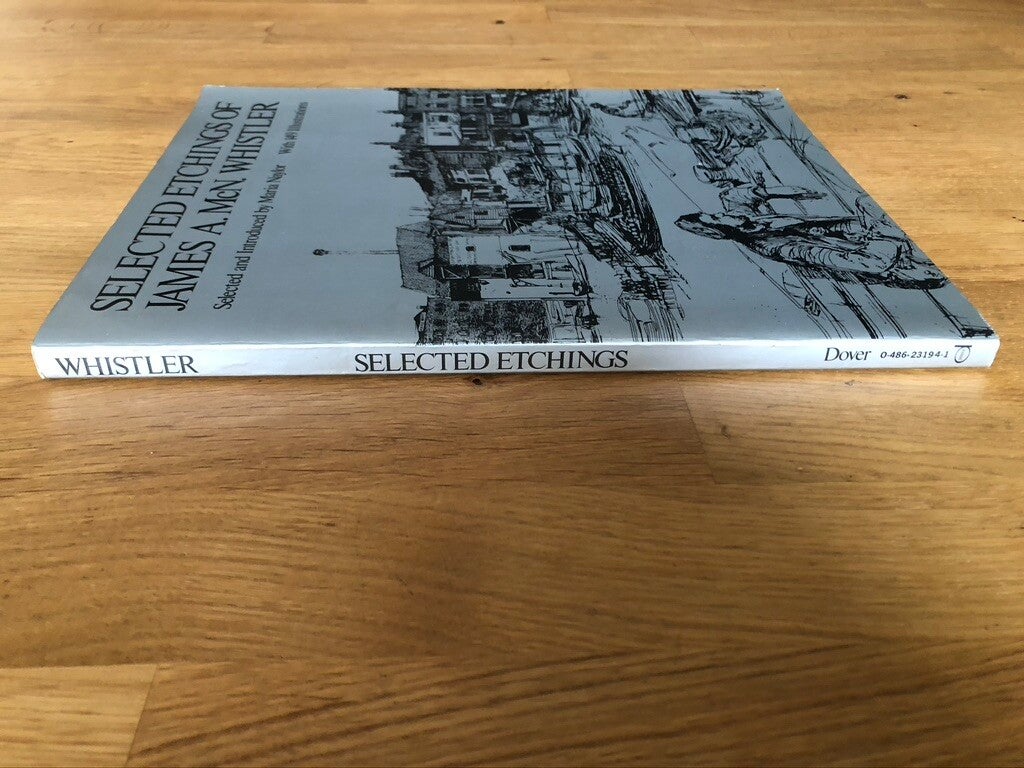 SELECTED ETCHINGS OF
JAMES A McN WHISTLER
Selected and Introduced by Maria Naylor With 149 Illustrations
WHISTLER SELECTED ETCHINGS Dover 0-486-23194-1